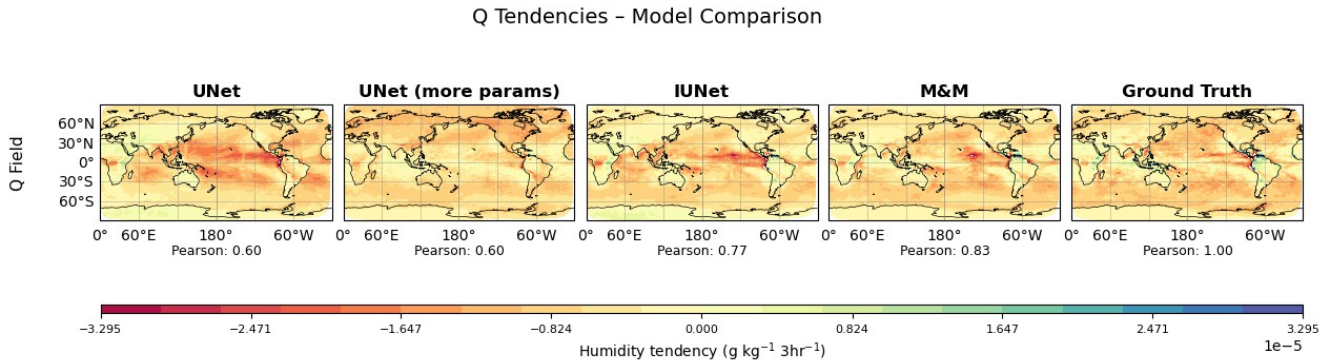 Q Tendencies – Model Comparison
UNet UNet (more params) IUNet M&M Ground Truth
Q Field
60°N
30°N
0°
30°S
60°S
0° 60°E 180° 60°W 0° 60°E 180° 60°W 0° 60°E 180° 60°W 0° 60°E 180° 60°W 0° 60°E 180° 60°W
Pearson: 0.60 Pearson: 0.60 Pearson: 0.77 Pearson: 0.83 Pearson: 1.00
−3.295 −2.471 −1.647 −0.824 0.000 0.824 1.647 2.471 3.295
1e−5
Humidity tendency (g kg⁻¹ 3hr⁻¹)